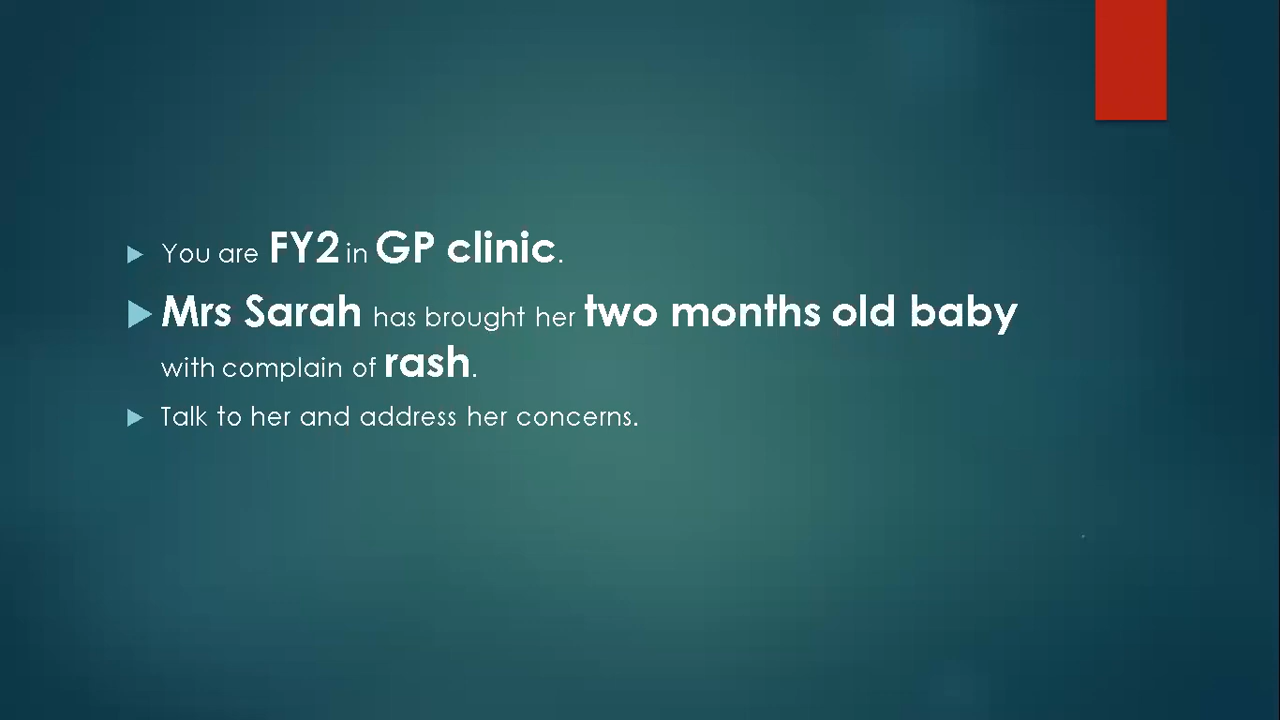 You are FY2 in GP clinic.
Mrs Sarah has brought her two months old baby
with complain of rash.
Talk to her and address her concerns.